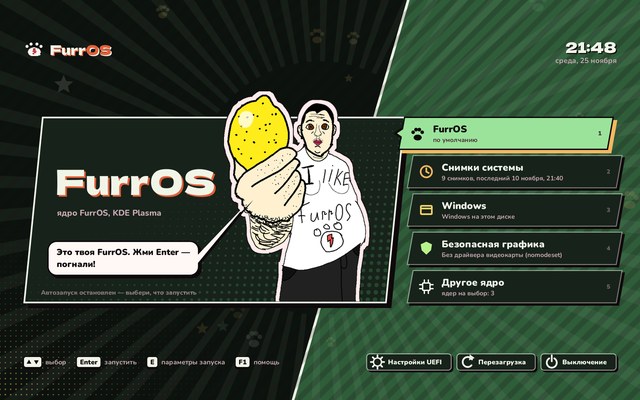 FurrOS
21:48
среда, 25 ноября
FurrOS
ядро FurrOS, KDE Plasma
Это твоя FurrOS. Жми Enter —
погнали!
Автозапуск остановлен — выбери, что запустить
I likE
furrOS
FurrOS
по умолчанию
1
Снимки системы
9 снимков, последний 10 ноября, 21:40
2
Windows
Windows на этом диске
3
Безопасная графика
Без драйвера видеокарты (nomodeset)
4
Другое ядро
ядер на выбор: 3
5
▲ ▼ выбор Enter запустить E параметры запуска F1 помощь
Настройки UEFI Перезагрузка Выключение